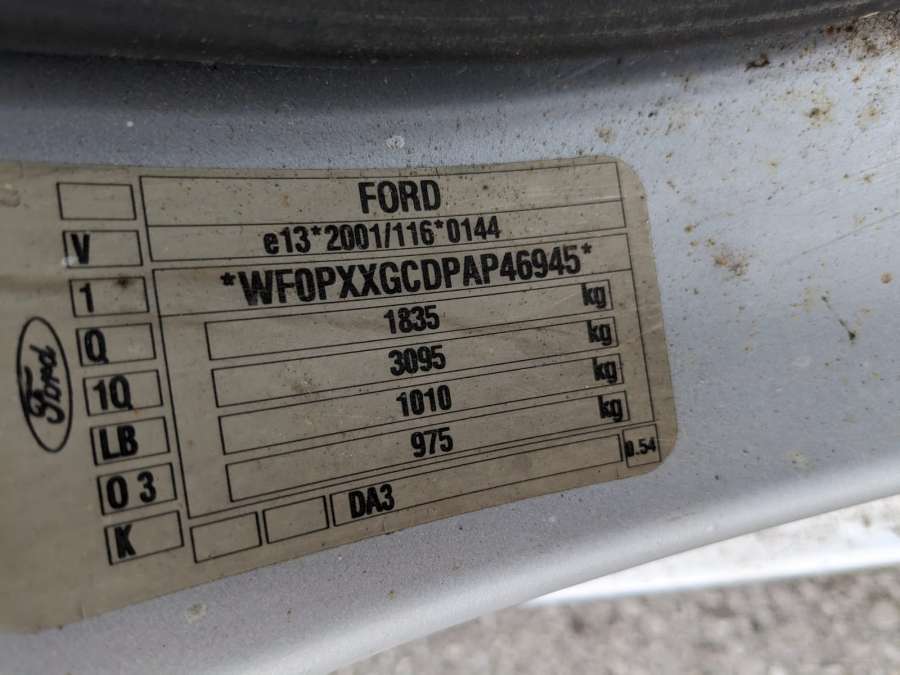 FORD
V e13*2001/116*0144
1 *WF0PXXGCDPAP46945*
Q 1835 kg
1Q 3095 kg
LB 1010 kg
O 3 975 kg
K DA3 0.54
Ford